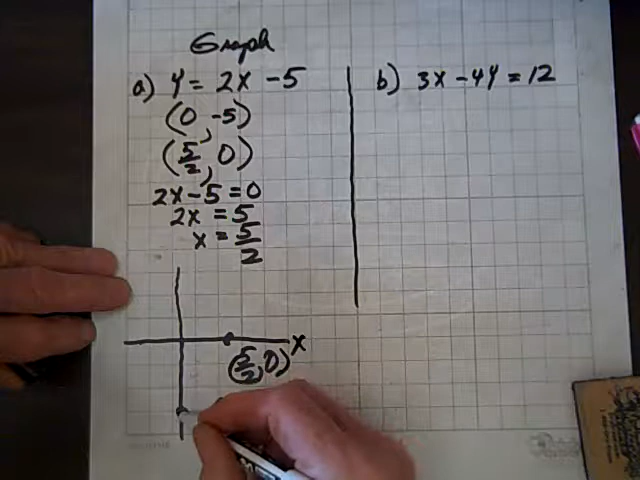 Graph
a) y = 2x - 5
(0, -5)
(5/2, 0)
2x - 5 = 0
2x = 5
x = 5/2
x
(5/2, 0)
b) 3x - 4y = 12